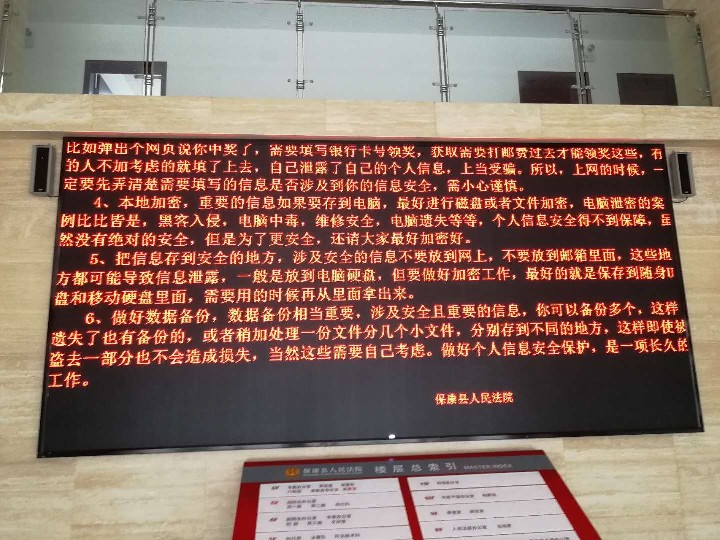 比如弹出个网页说你中奖了，需要填写银行卡号领奖，获取需要打邮费过去才能领奖这些，有
的人不加考虑的就填了上去，自己泄露了自己的个人信息，上当受骗。所以，上网的时候，一
定要先弄清楚需要填写的信息是否涉及到你的信息安全，需小心谨慎。
4、本地加密，重要的信息如果要存到电脑，最好进行磁盘或者文件加密，电脑泄密的案
例比比皆是，黑客入侵，电脑中毒，维修安全，电脑遗失等等，个人信息安全得不到保障，虽
然没有绝对的安全，但是为了更安全，还请大家最好加密好。
5、把信息存到安全的地方，涉及安全的信息不要放到网上，不要放到邮箱里面，这些地
方都可能导致信息泄露，一般是放到电脑硬盘，但要做好加密工作，最好的就是保存到随身U
盘和移动硬盘里面，需要用的时候再从里面拿出来。
6、做好数据备份，数据备份相当重要，涉及安全且重要的信息，你可以备份多个，这样
遗失了也有备份的，或者稍加处理一份文件分几个小文件，分别存到不同的地方，这样即使被
盗去一部分也不会造成损失，当然这些需要自己考虑。做好个人信息安全保护，是一项长久的
工作。
保康县人民法院
保康县人民法院 楼层总索引 MASTER INDEX